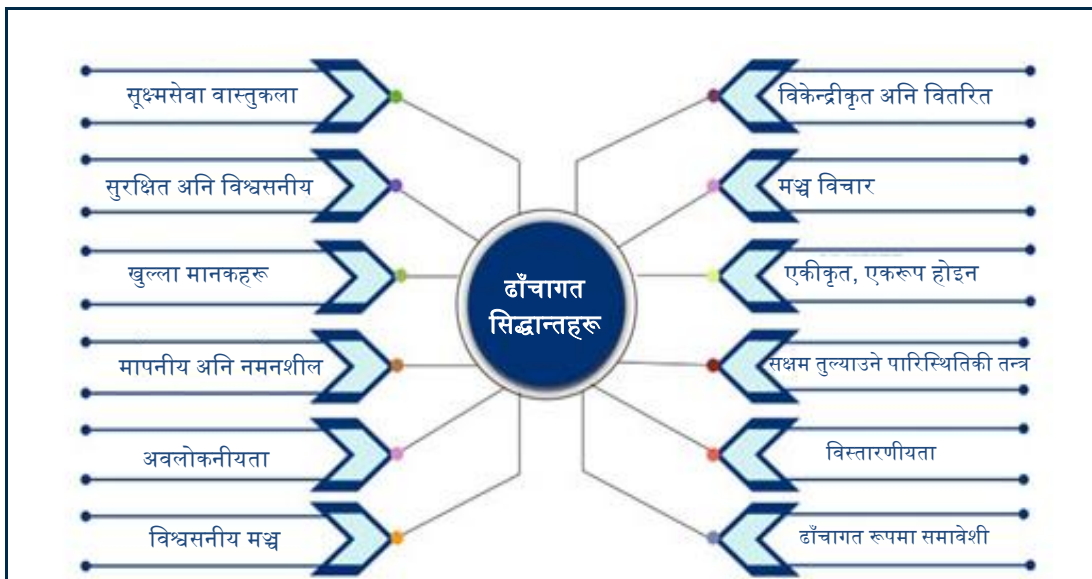 सूक्ष्मसेवा वास्तुकला
सुरक्षित अनि विश्वसनीय
खुल्ला मानकहरू
मापनीय अनि नमनशील
अवलोकनीयता
विश्वसनीय मञ्च
ढाँचागत
सिद्धान्तहरू
विकेन्द्रीकृत अनि वितरित
मञ्च विचार
एकीकृत, एकरूप होइन
सक्षम तुल्याउने पारिस्थितिकी तन्त्र
विस्तारणीयता
ढाँचागत रूपमा समावेशी